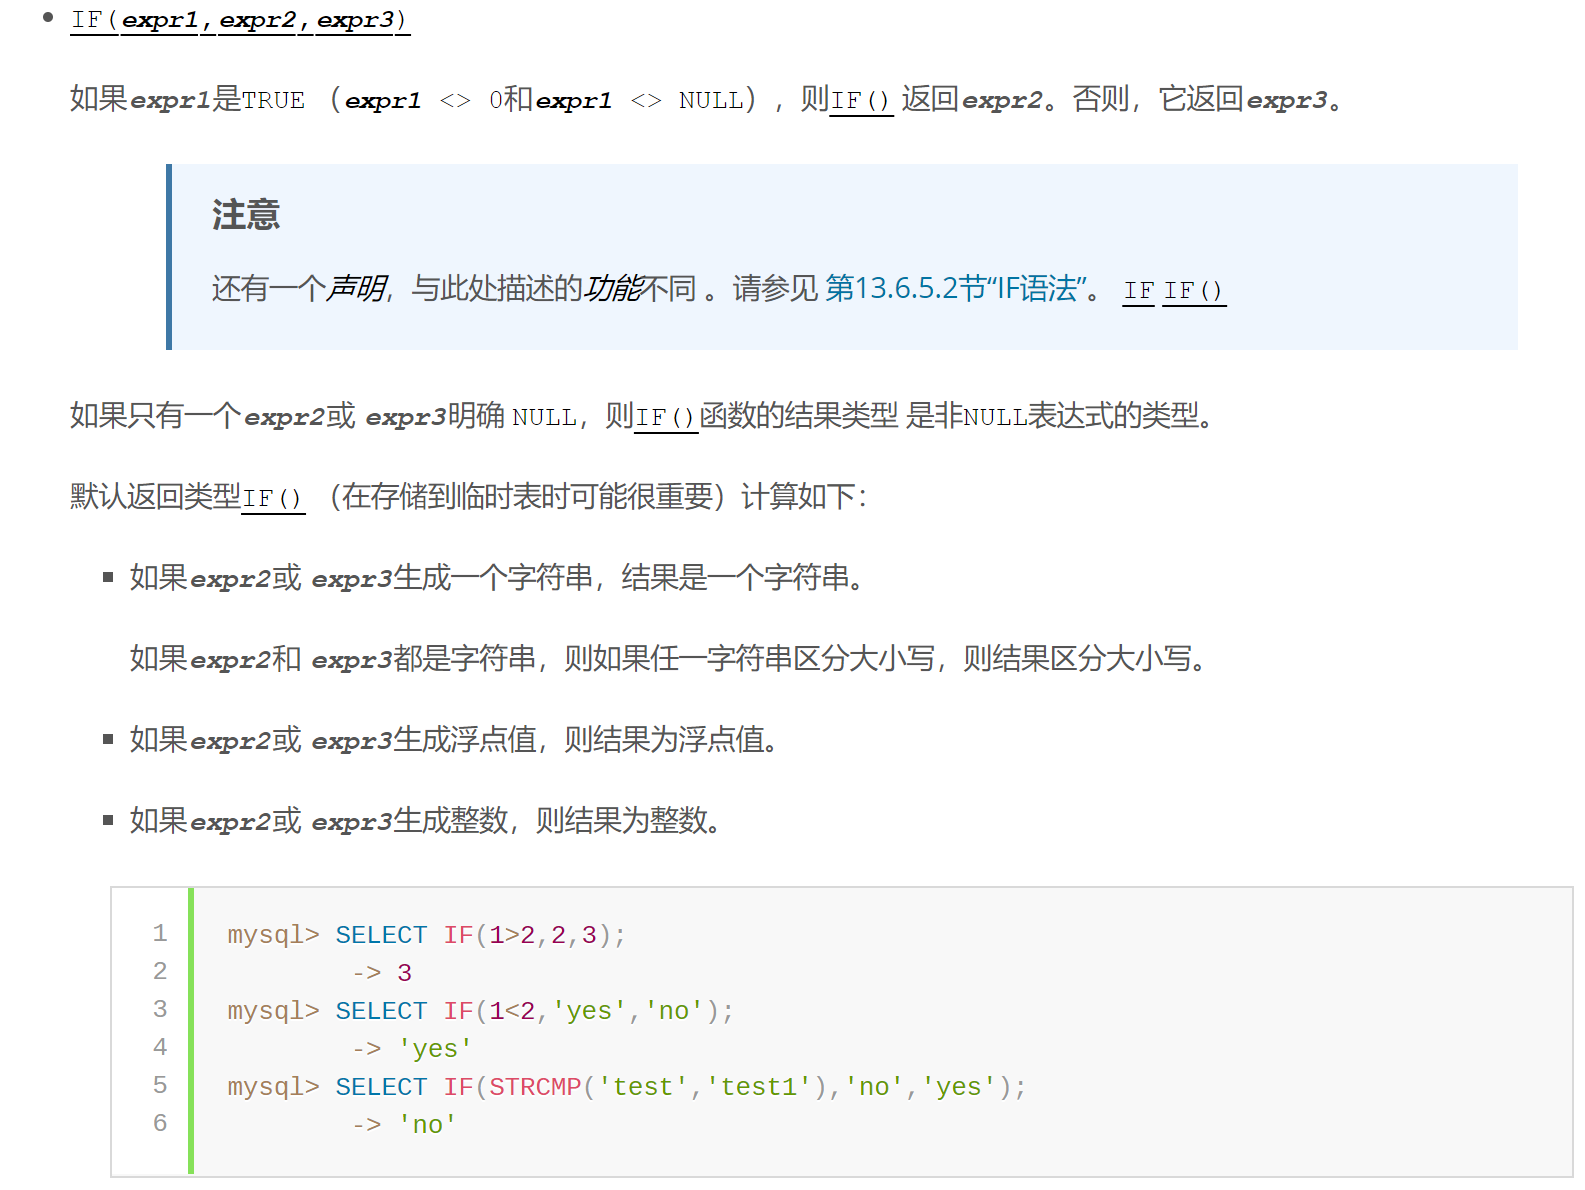 IF(expr1,expr2,expr3)
如果expr1是TRUE （expr1 <> 0和expr1 <> NULL），则IF() 返回expr2。否则，它返回expr3。
注意
还有一个声明，与此处描述的功能不同 。请参见 第13.6.5.2节“IF语法”。 IF IF()
如果只有一个expr2或 expr3明确 NULL，则IF()函数的结果类型 是非NULL表达式的类型。
默认返回类型IF() （在存储到临时表时可能很重要）计算如下：
如果expr2或 expr3生成一个字符串，结果是一个字符串。
如果expr2和 expr3都是字符串，则如果任一字符串区分大小写，则结果区分大小写。
如果expr2或 expr3生成浮点值，则结果为浮点值。
如果expr2或 expr3生成整数，则结果为整数。
1 mysql> SELECT IF(1>2,2,3);
2 -> 3
3 mysql> SELECT IF(1<2,'yes','no');
4 -> 'yes'
5 mysql> SELECT IF(STRCMP('test','test1'),'no','yes');
6 -> 'no'